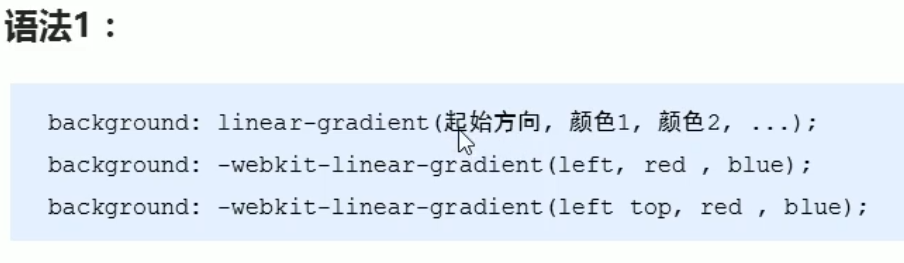 语法1：
background: linear-gradient(起始方向, 颜色1, 颜色2, ...);
background: -webkit-linear-gradient(left, red , blue);
background: -webkit-linear-gradient(left top, red , blue);